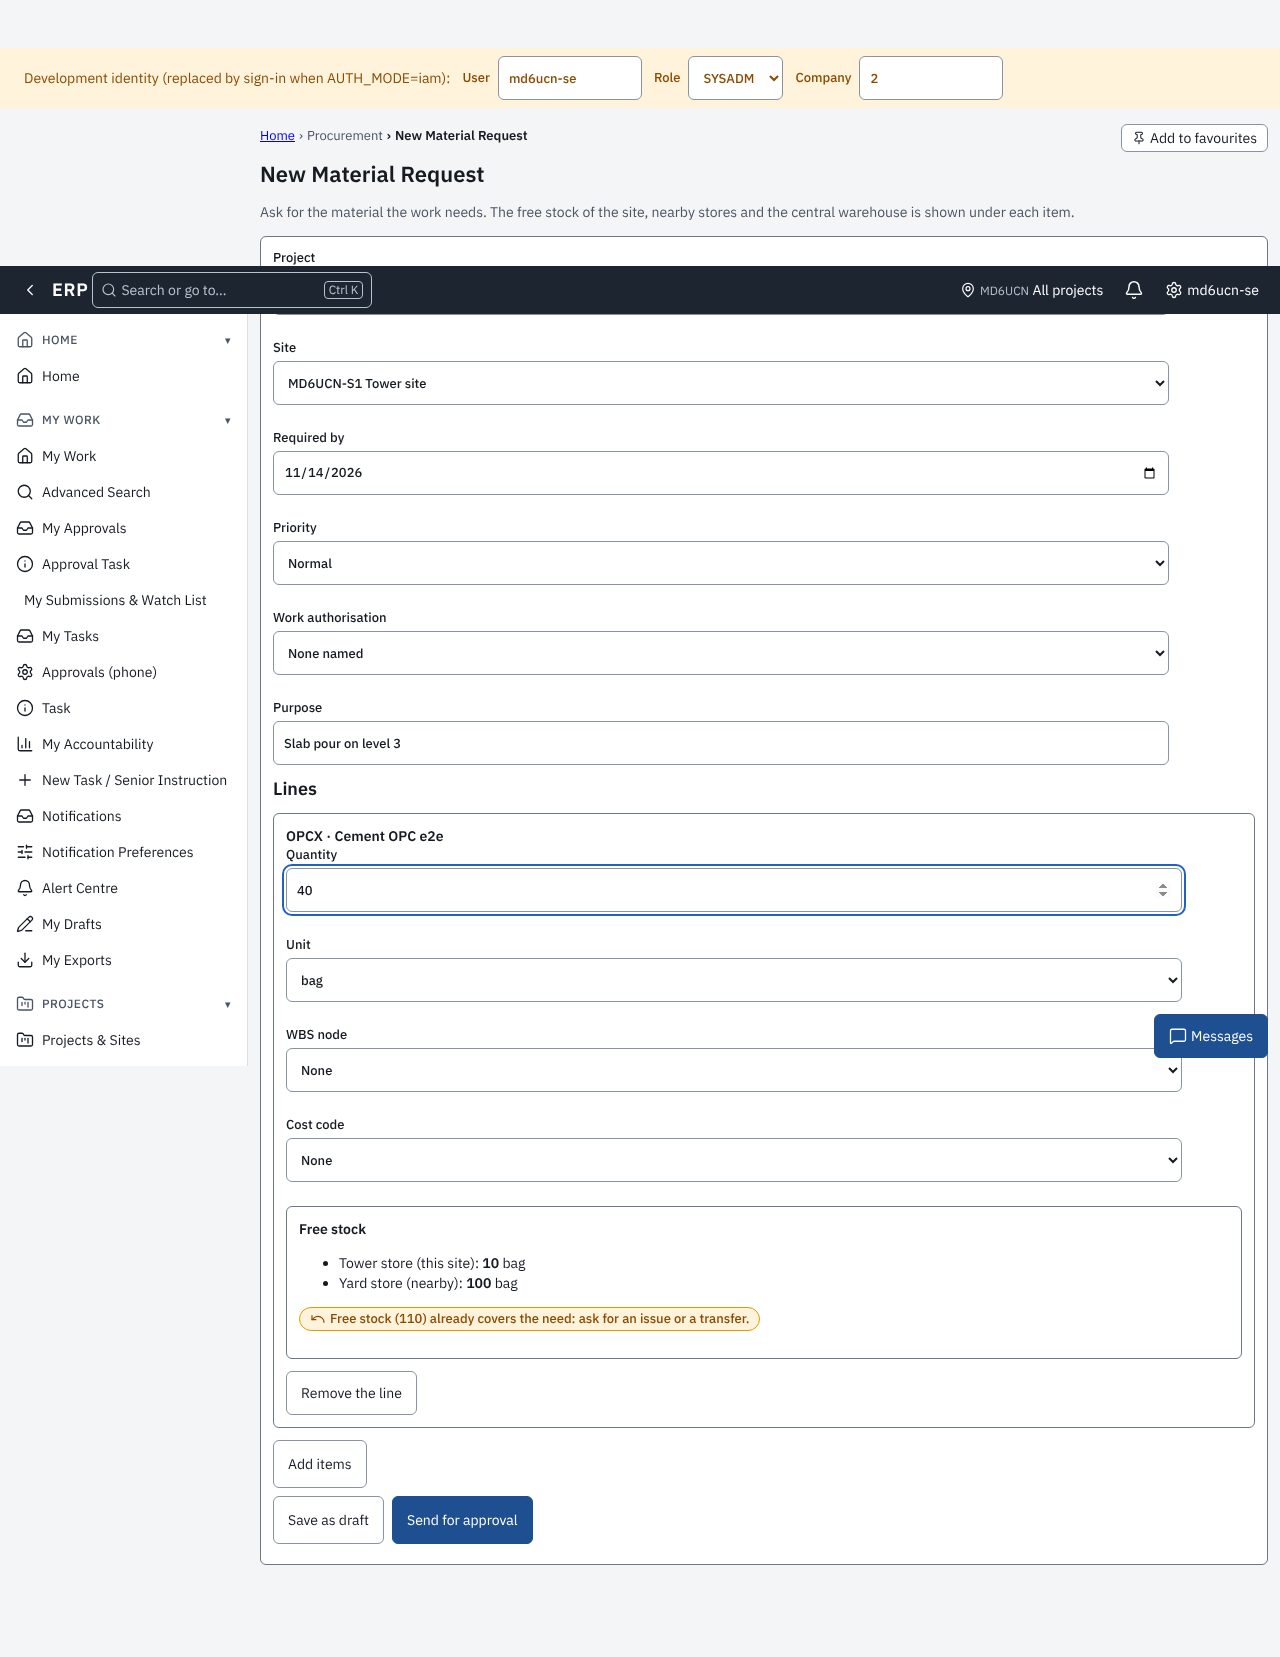 Development identity (replaced by sign-in when AUTH_MODE=iam): User md6ucn-se Role SYSADM Company 2
Home › Procurement › New Material Request
Add to favourites
New Material Request
Ask for the material the work needs. The free stock of the site, nearby stores and the central warehouse is shown under each item.
Project
ERP Search or go to... Ctrl K MD6UCN All projects md6ucn-se
HOME
Home
MY WORK
My Work
Advanced Search
My Approvals
Approval Task
My Submissions & Watch List
My Tasks
Approvals (phone)
Task
My Accountability
New Task / Senior Instruction
Notifications
Notification Preferences
Alert Centre
My Drafts
My Exports
PROJECTS
Projects & Sites
Site
MD6UCN-S1 Tower site
Required by
11/14/2026
Priority
Normal
Work authorisation
None named
Purpose
Slab pour on level 3
Lines
OPCX · Cement OPC e2e
Quantity
40
Unit
bag
WBS node
None
Messages
Cost code
None
Free stock
• Tower store (this site): 10 bag
• Yard store (nearby): 100 bag
Free stock (110) already covers the need: ask for an issue or a transfer.
Remove the line
Add items
Save as draft
Send for approval